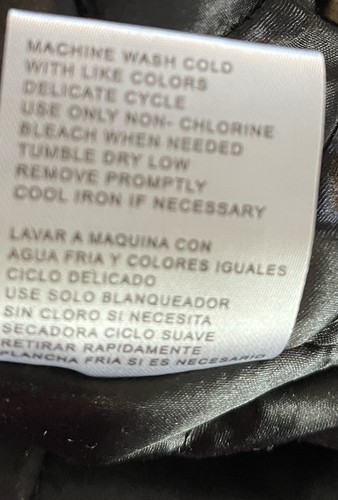 MACHINE WASH COLD
WITH LIKE COLORS
DELICATE CYCLE
USE ONLY NON- CHLORINE
BLEACH WHEN NEEDED
TUMBLE DRY LOW
REMOVE PROMPTLY
COOL IRON IF NECESSARY
LAVAR A MAQUINA CON
AGUA FRIA Y COLORES IGUALES
CICLO DELICADO
USE SOLO BLANQUEADOR
SIN CLORO SI NECESITA
SECADORA CICLO SUAVE
RETIRAR RAPIDAMENTE
PLANCHA FRIA SI ES NECESARIO